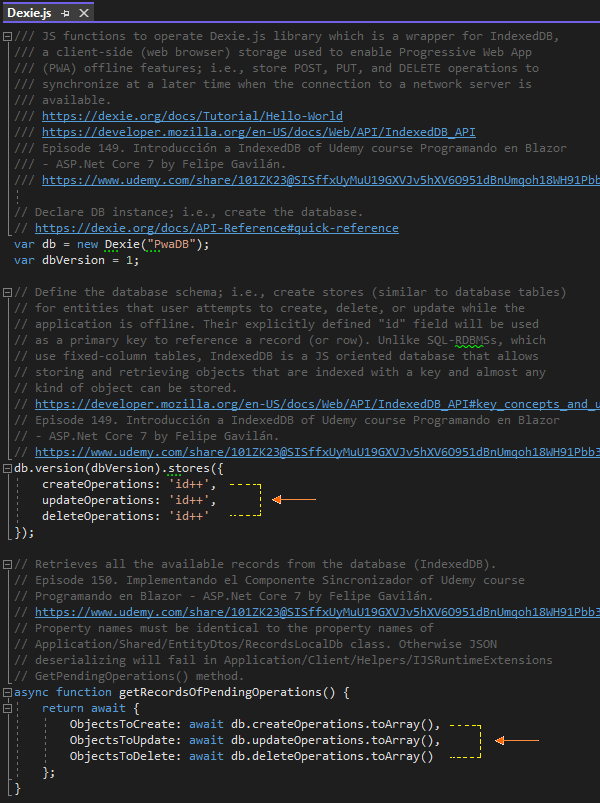 Dexie.js
/// JS functions to operate Dexie.js library which is a wrapper for IndexedDB,
/// a client-side (web browser) storage used to enable Progressive Web App
/// (PWA) offline features; i.e., store POST, PUT, and DELETE operations to
/// synchronize at a later time when the connection to a network server is
/// available.
/// https://dexie.org/docs/Tutorial/Hello-World
/// https://developer.mozilla.org/en-US/docs/Web/API/IndexedDB_API
/// Episode 149. Introducción a IndexedDB of Udemy course Programando en Blazor
/// - ASP.Net Core 7 by Felipe Gavilán.
/// https://www.udemy.com/share/101ZK23@SISffxUyMuU19GXVJv5hXV6O951dBnUmqoh18WH91Pbb
// Declare DB instance; i.e., create the database.
// https://dexie.org/docs/API-Reference#quick-reference
var db = new Dexie("PwaDB");
var dbVersion = 1;
// Define the database schema; i.e., create stores (similar to database tables)
// for entities that user attempts to create, delete, or update while the
// application is offline. Their explicitly defined "id" field will be used
// as a primary key to reference a record (or row). Unlike SQL-RDBMSs, which
// use fixed-column tables, IndexedDB is a JS oriented database that allows
// storing and retrieving objects that are indexed with a key and almost any
// kind of object can be stored.
// https://developer.mozilla.org/en-US/docs/Web/API/IndexedDB_API#key_concepts_and_u
// Episode 149. Introducción a IndexedDB of Udemy course Programando en Blazor
// - ASP.Net Core 7 by Felipe Gavilán.
// https://www.udemy.com/share/101ZK23@SISffxUyMuU19GXVJv5hXV6O951dBnUmqoh18WH91Pbb3
db.version(dbVersion).stores({
createOperations: 'id++',
updateOperations: 'id++',
deleteOperations: 'id++'
});
// Retrieves all the available records from the database (IndexedDB).
// Episode 150. Implementando el Componente Sincronizador of Udemy course
// Programando en Blazor - ASP.Net Core 7 by Felipe Gavilán.
// https://www.udemy.com/share/101ZK23@SISffxUyMuU19GXVJv5hXV6O951dBnUmqoh18WH91Pbb3
// Property names must be identical to the property names of
// Application/Shared/EntityDtos/RecordsLocalDb class. Otherwise JSON
// deserializing will fail in Application/Client/Helpers/IJSRuntimeExtensions
// GetPendingOperations() method.
async function getRecordsOfPendingOperations() {
return await {
ObjectsToCreate: await db.createOperations.toArray(),
ObjectsToUpdate: await db.updateOperations.toArray(),
ObjectsToDelete: await db.deleteOperations.toArray()
};
}